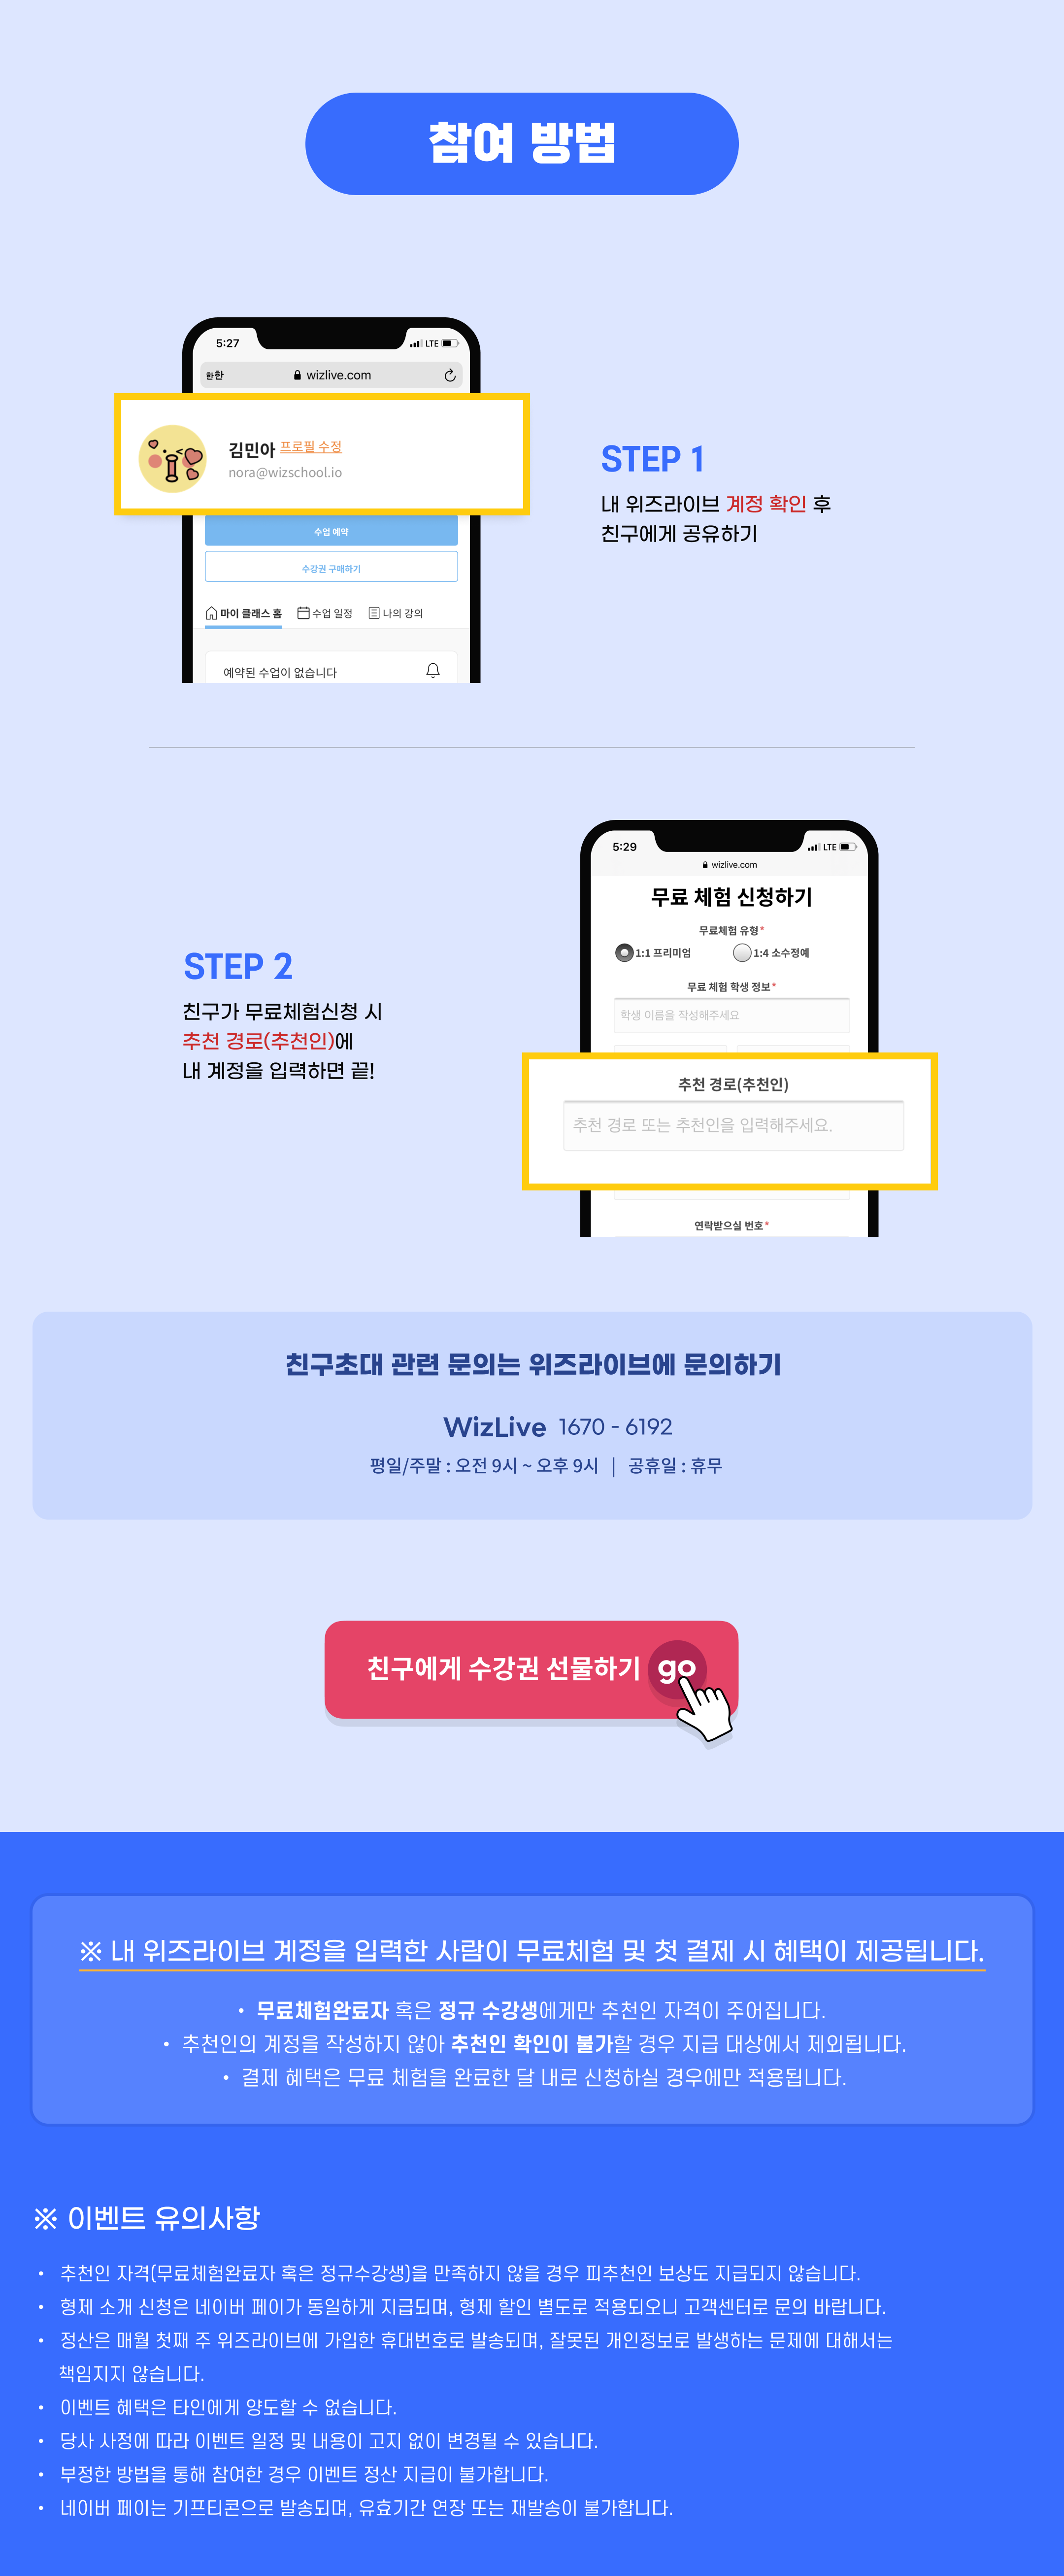 참여 방법
5:27
LTE
한한
wizlive.com
김민아 프로필 수정
nora@wizschool.io
수업 예약
수강권 구매하기
마이 클래스 홈 수업 일정 나의 강의
예약된 수업이 없습니다
STEP 1
내 위즈라이브 계정 확인 후
친구에게 공유하기
STEP 2
친구가 무료체험신청 시
추천 경로(추천인)에
내 계정을 입력하면 끝!
5:29
LTE
wizlive.com
무료 체험 신청하기
무료체험 유형*
1:1 프리미엄 1:4 소수정예
무료 체험 학생 정보*
학생 이름을 작성해주세요
추천 경로(추천인)
추천 경로 또는 추천인을 입력해주세요.
연락받으실 번호*
친구초대 관련 문의는 위즈라이브에 문의하기
WizLive 1670 - 6192
평일/주말 : 오전 9시 ~ 오후 9시 | 공휴일 : 휴무
친구에게 수강권 선물하기 go
※ 내 위즈라이브 계정을 입력한 사람이 무료체험 및 첫 결제 시 혜택이 제공됩니다.
• 무료체험완료자 혹은 정규 수강생에게만 추천인 자격이 주어집니다.
• 추천인의 계정을 작성하지 않아 추천인 확인이 불가할 경우 지급 대상에서 제외됩니다.
• 결제 혜택은 무료 체험을 완료한 달 내로 신청하실 경우에만 적용됩니다.
※ 이벤트 유의사항
• 추천인 자격(무료체험완료자 혹은 정규수강생)을 만족하지 않을 경우 피추천인 보상도 지급되지 않습니다.
• 형제 소개 신청은 네이버 페이가 동일하게 지급되며, 형제 할인 별도로 적용되오니 고객센터로 문의 바랍니다.
• 정산은 매월 첫째 주 위즈라이브에 가입한 휴대번호로 발송되며, 잘못된 개인정보로 발생하는 문제에 대해서는
책임지지 않습니다.
• 이벤트 혜택은 타인에게 양도할 수 없습니다.
• 당사 사정에 따라 이벤트 일정 및 내용이 고지 없이 변경될 수 있습니다.
• 부정한 방법을 통해 참여한 경우 이벤트 정산 지급이 불가합니다.
• 네이버 페이는 기프티콘으로 발송되며, 유효기간 연장 또는 재발송이 불가합니다.